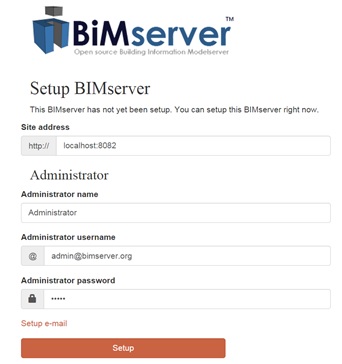 BiMserver™
Open source Building Information Modelserver
Setup BIMserver
This BIMserver has not yet been setup. You can setup this BIMserver right now.
Site address
http:// localhost:8082
Administrator
Administrator name
Administrator
Administrator username
@ admin@bimserver.org
Administrator password
•••••
Setup e-mail
Setup